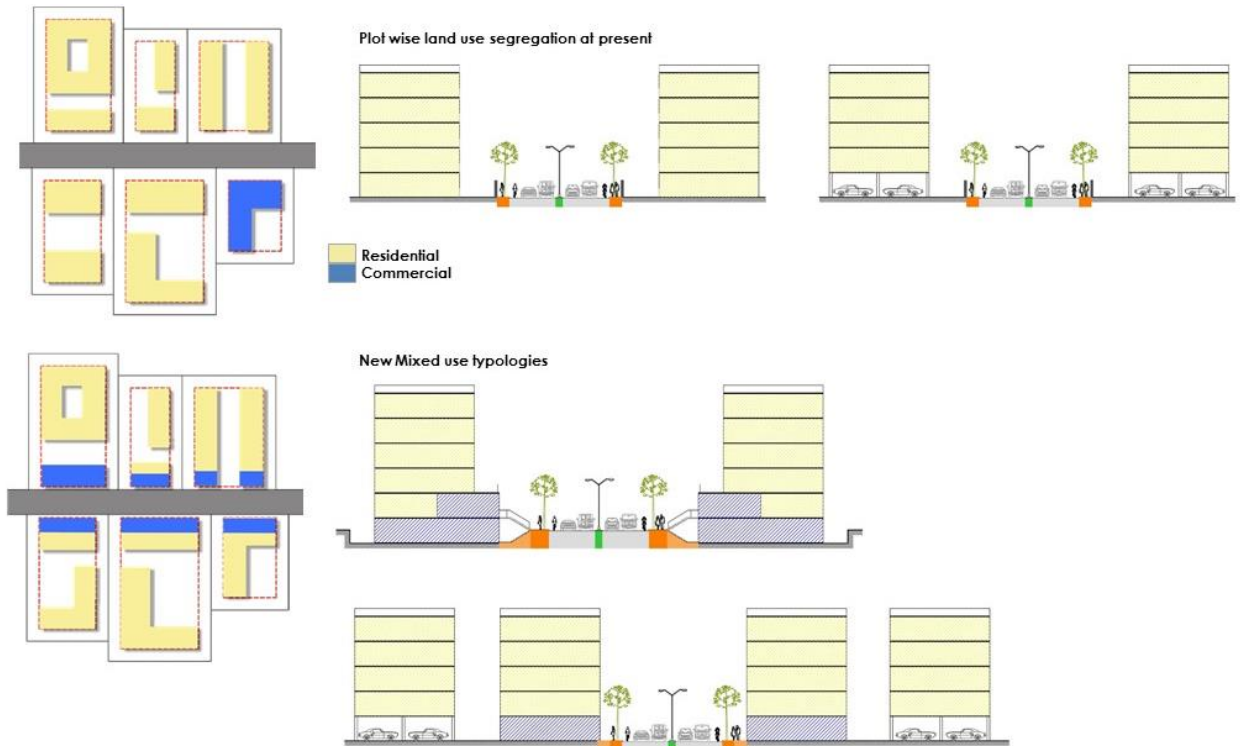 Plot wise land use segregation at present
Residential
Commercial
New Mixed use typologies